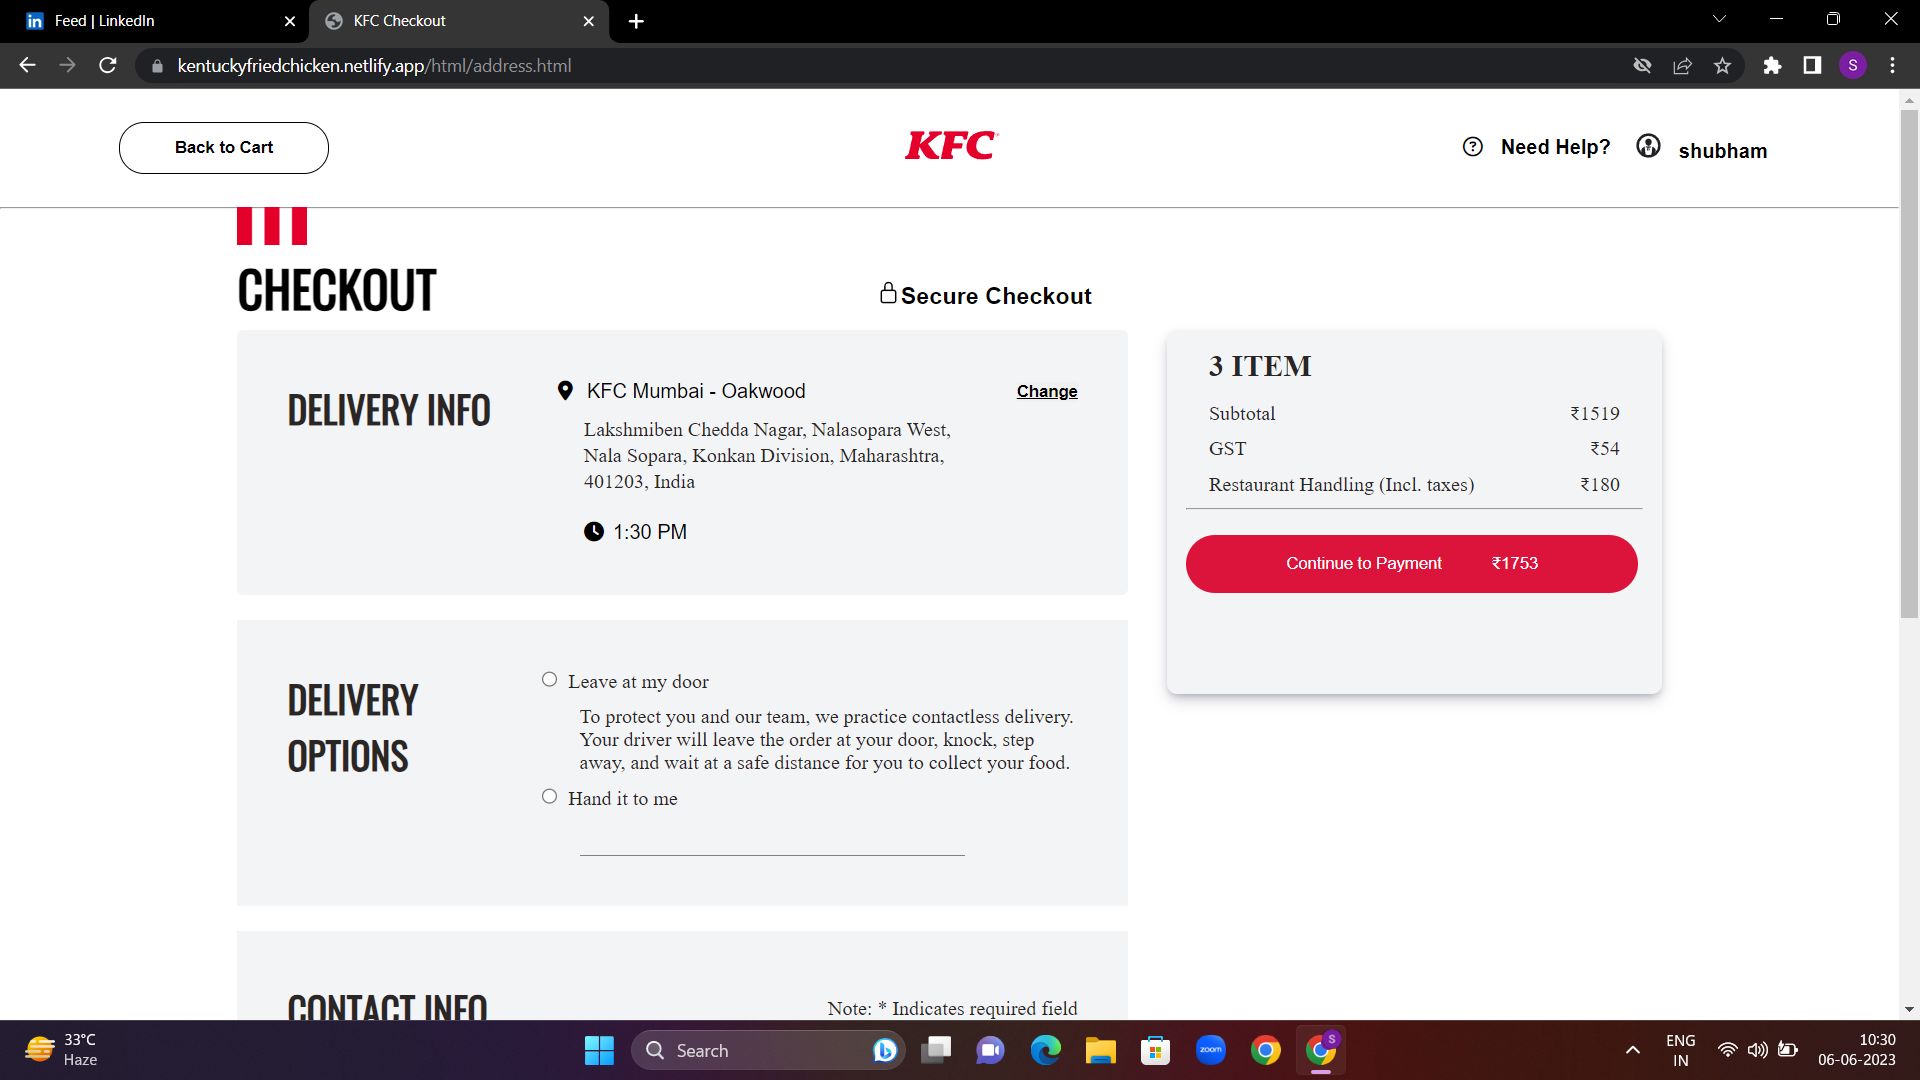 Feed | LinkedIn
KFC Checkout
kentuckyfriedchicken.netlify.app/html/address.html
S
Back to Cart
KFC
Need Help?
shubham
CHECKOUT
Secure Checkout
DELIVERY INFO
KFC Mumbai - Oakwood
Change
Lakshmiben Chedda Nagar, Nalasopara West,
Nala Sopara, Konkan Division, Maharashtra,
401203, India
1:30 PM
3 ITEM
Subtotal ₹1519
GST ₹54
Restaurant Handling (Incl. taxes) ₹180
Continue to Payment ₹1753
DELIVERY
OPTIONS
Leave at my door
To protect you and our team, we practice contactless delivery.
Your driver will leave the order at your door, knock, step
away, and wait at a safe distance for you to collect your food.
Hand it to me
CONTACT INFO
Note: * Indicates required field
33°C
Haze
Search
zoom
S
ENG
IN
10:30
06-06-2023